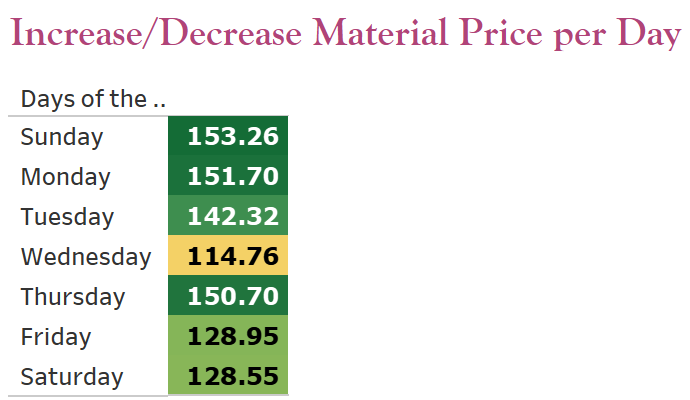 Increase/Decrease Material Price per Day
Days of the ..
Sunday 153.26
Monday 151.70
Tuesday 142.32
Wednesday 114.76
Thursday 150.70
Friday 128.95
Saturday 128.55